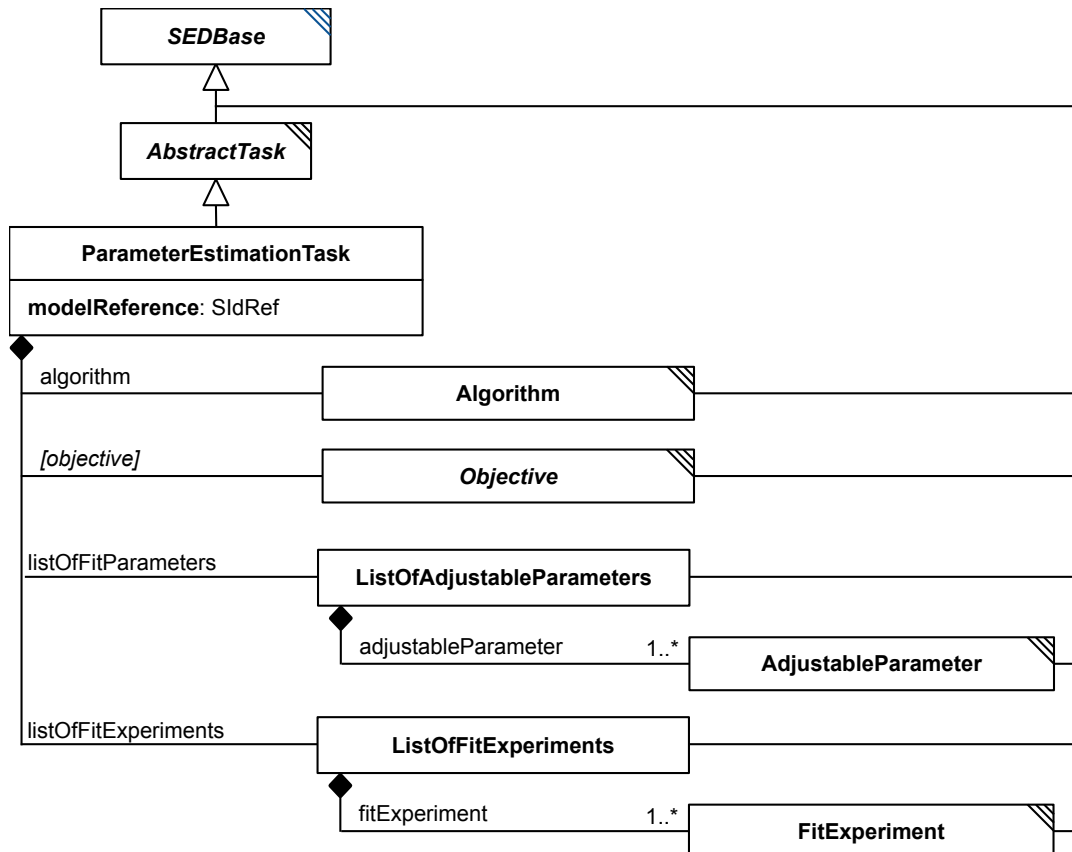 SEDBase
AbstractTask
ParameterEstimationTask
modelReference: SIdRef
algorithm
Algorithm
[objective]
Objective
listOfFitParameters
ListOfAdjustableParameters
adjustableParameter 1..*
AdjustableParameter
listOfFitExperiments
ListOfFitExperiments
fitExperiment 1..*
FitExperiment